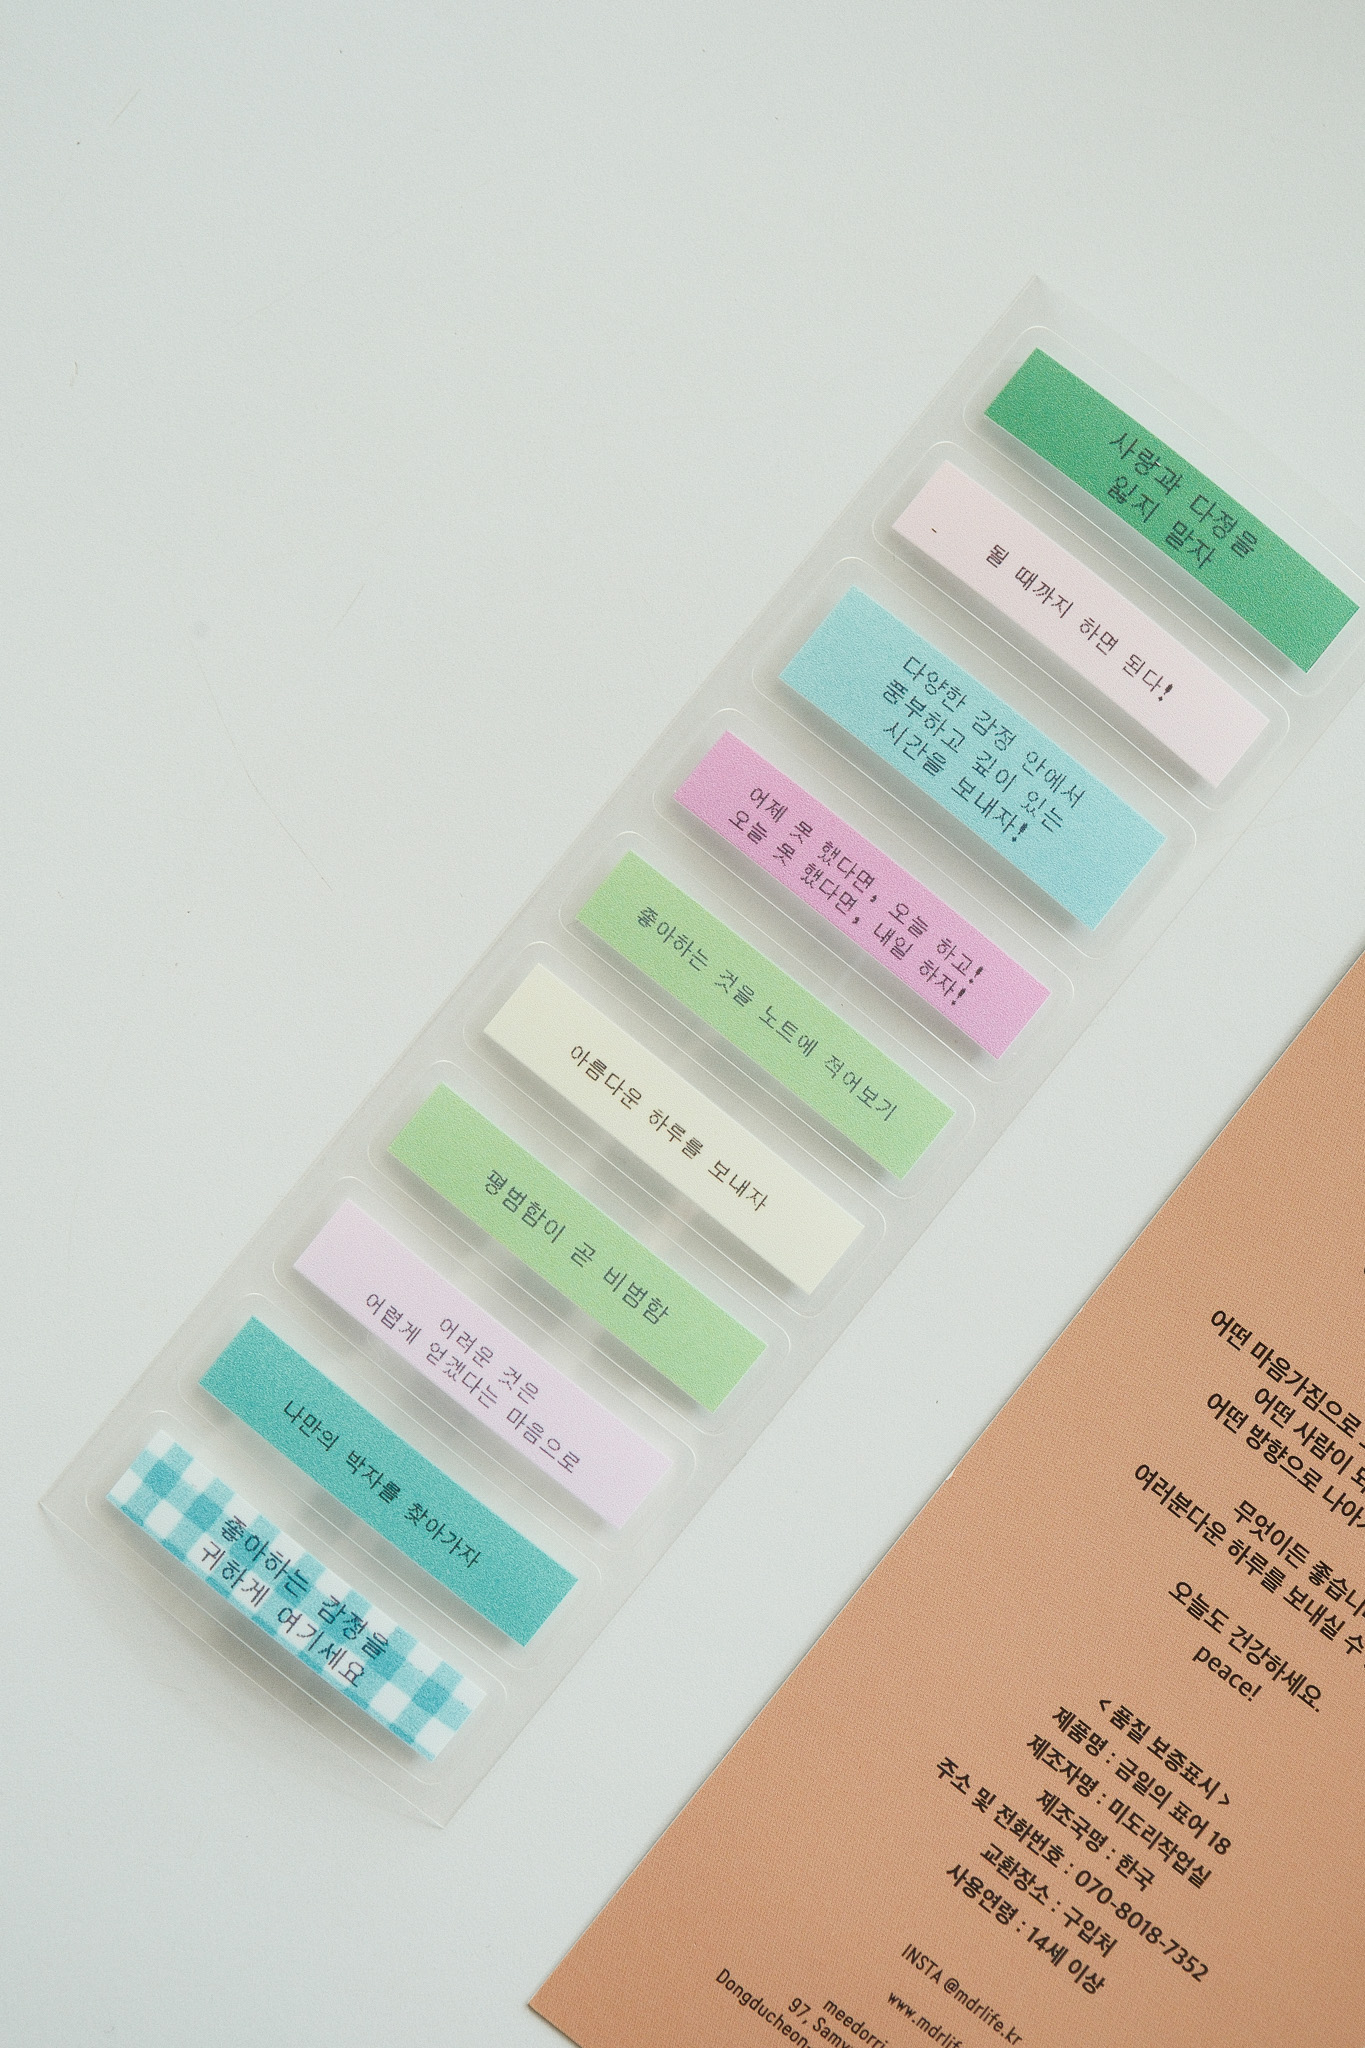 사랑과 다정을
잃지 말자
될 때까지 하면 된다!
다양한 감정 안에서
풍부하고 깊이 있는
시간을 보내자!
어제 못 했다면, 오늘 하고!
오늘 못 했다면, 내일 하자!
좋아하는 것을 노트에 적어보기
아름다운 하루를 보내자
평범함이 곧 비범함
어려운 것은
어렵게 얻겠다는 마음으로
나만의 박자를 찾아가자
좋아하는 감정을
귀하게 여기세요
어떤 마음가짐으로
어떤 사람이
어떤 방향으로
무엇이든
여러분다운 하루를 보내실 수
오늘도 건강하세요.
peace!
< 품질 보증표시 >
제품명 : 금일의 표어 18
제조자명 : 미도리작업실
제조국명 : 한국
주소 및 전화번호 : 070-8018-7352
교환장소 : 구입처
사용연령 : 14세 이상
INSTA @mdrlife.kr
97,